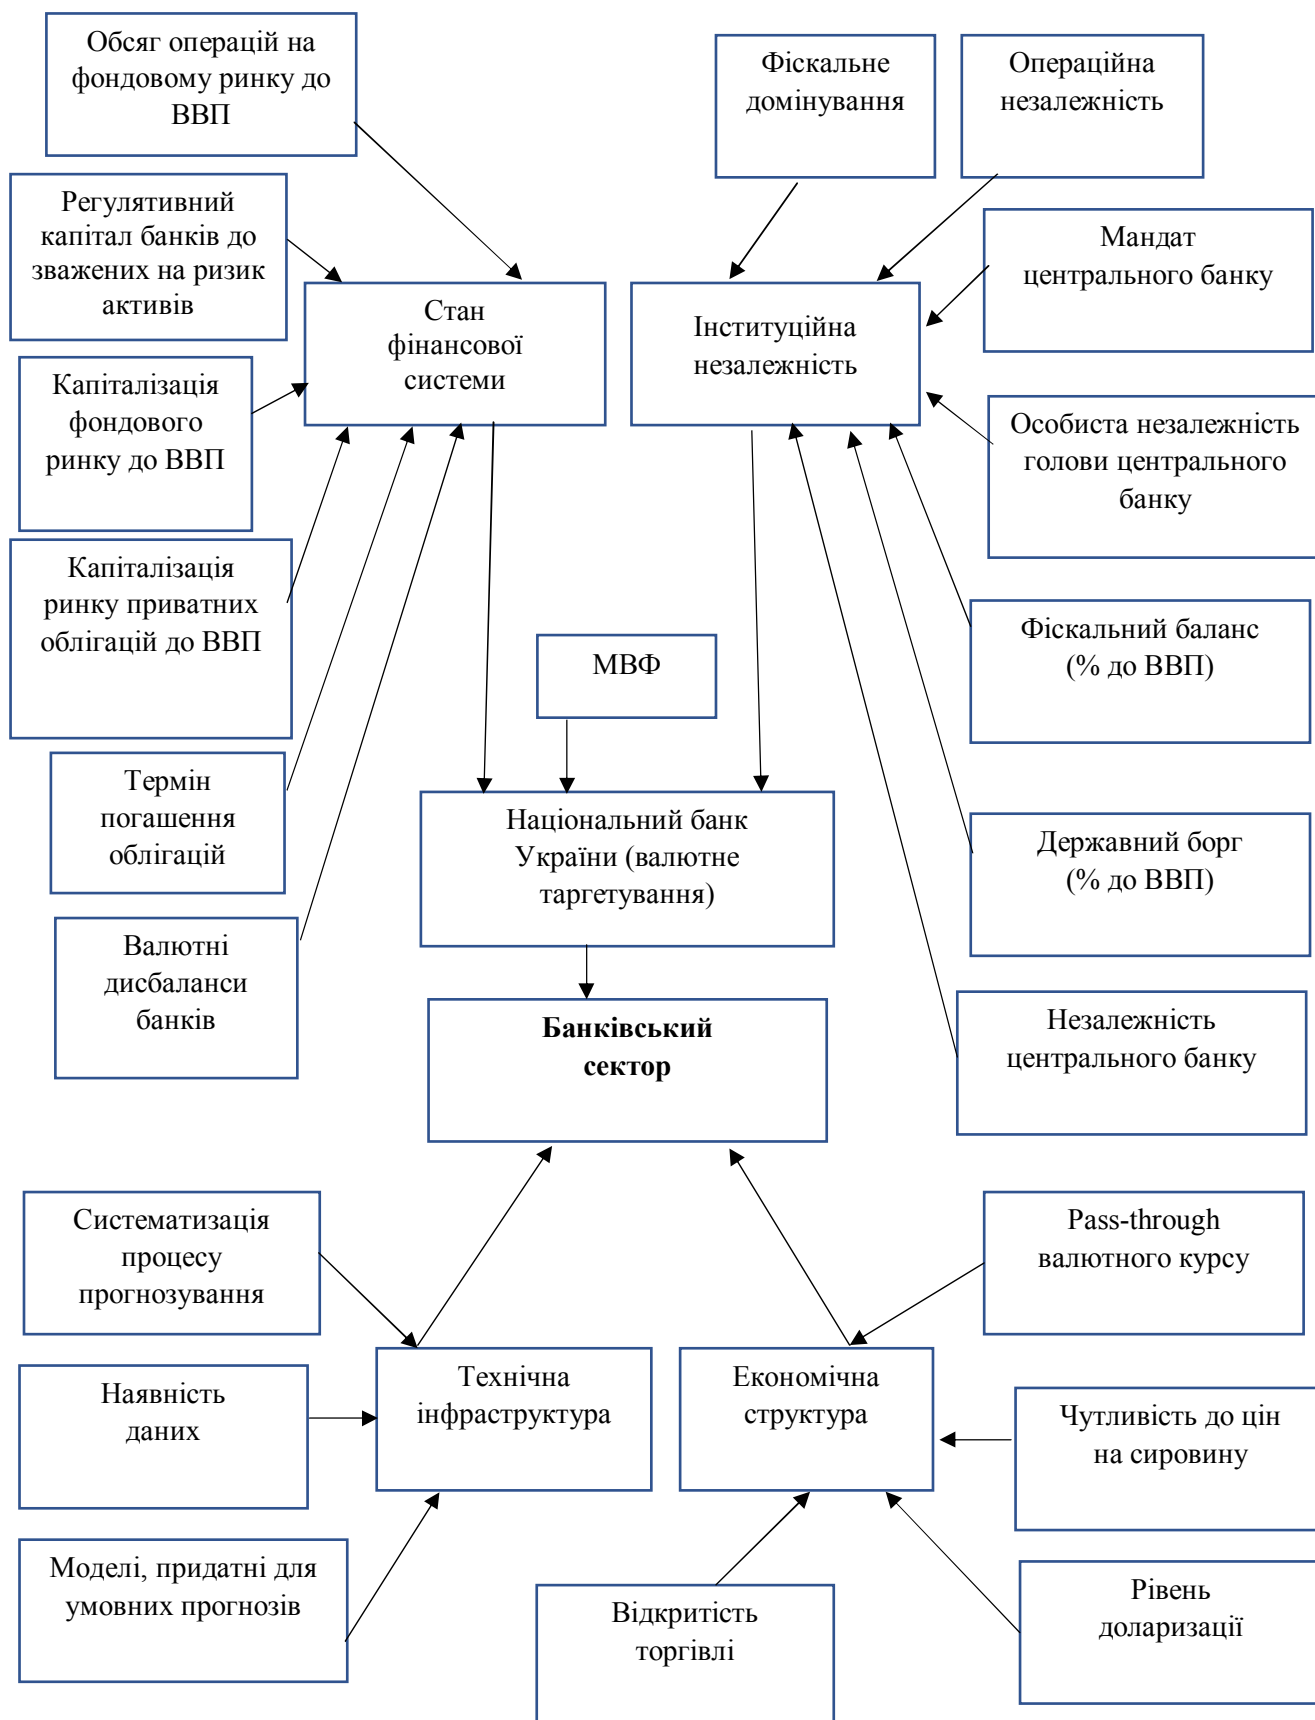 Обсяг операцій на
фондовому ринку до
ВВП
Фіскальне
домінування
Операційна
незалежність
Регулятивний
капітал банків до
зважених на ризик
активів
Мандат
центрального банку
Стан
фінансової
системи
Інституційна
незалежність
Капіталізація
фондового
ринку до ВВП
Особиста незалежність
голови центрального
банку
Капіталізація
ринку приватних
облігацій до ВВП
Фіскальний баланс
(% до ВВП)
МВФ
Термін
погашення
облігацій
Національний банк
України (валютне
таргетування)
Державний борг
(% до ВВП)
Валютні
дисбаланси
банків
Банківський
сектор
Незалежність
центрального банку
Систематизація
процесу
прогнозування
Pass-through
валютного курсу
Наявність
даних
Технічна
інфраструктура
Економічна
структура
Чутливість до цін
на сировину
Моделі, придатні для
умовних прогнозів
Відкритість
торгівлі
Рівень
доларизації